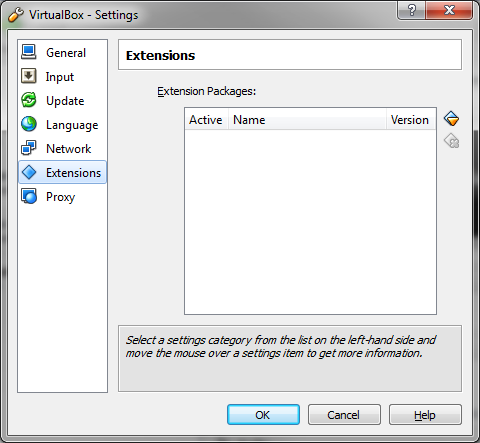 VirtualBox - Settings
General
Input
Update
Language
Network
Extensions
Proxy
Extensions
Extension Packages:
Active Name Version
Select a settings category from the list on the left-hand side and
move the mouse over a settings item to get more information.
OK Cancel Help